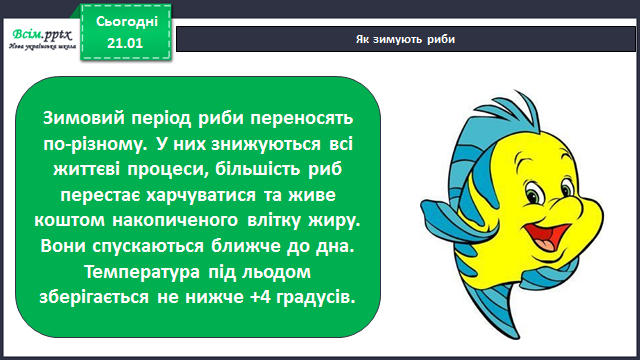 Всім.pptx
Нова українська школа
Сьогодні
21.01
Як зимують риби
Зимовий період риби переносять
по-різному. У них знижуються всі
життєві процеси, більшість риб
перестає харчуватися та живе
коштом накопиченого влітку жиру.
Вони спускаються ближче до дна.
Температура під льодом
зберігається не нижче +4 градусів.